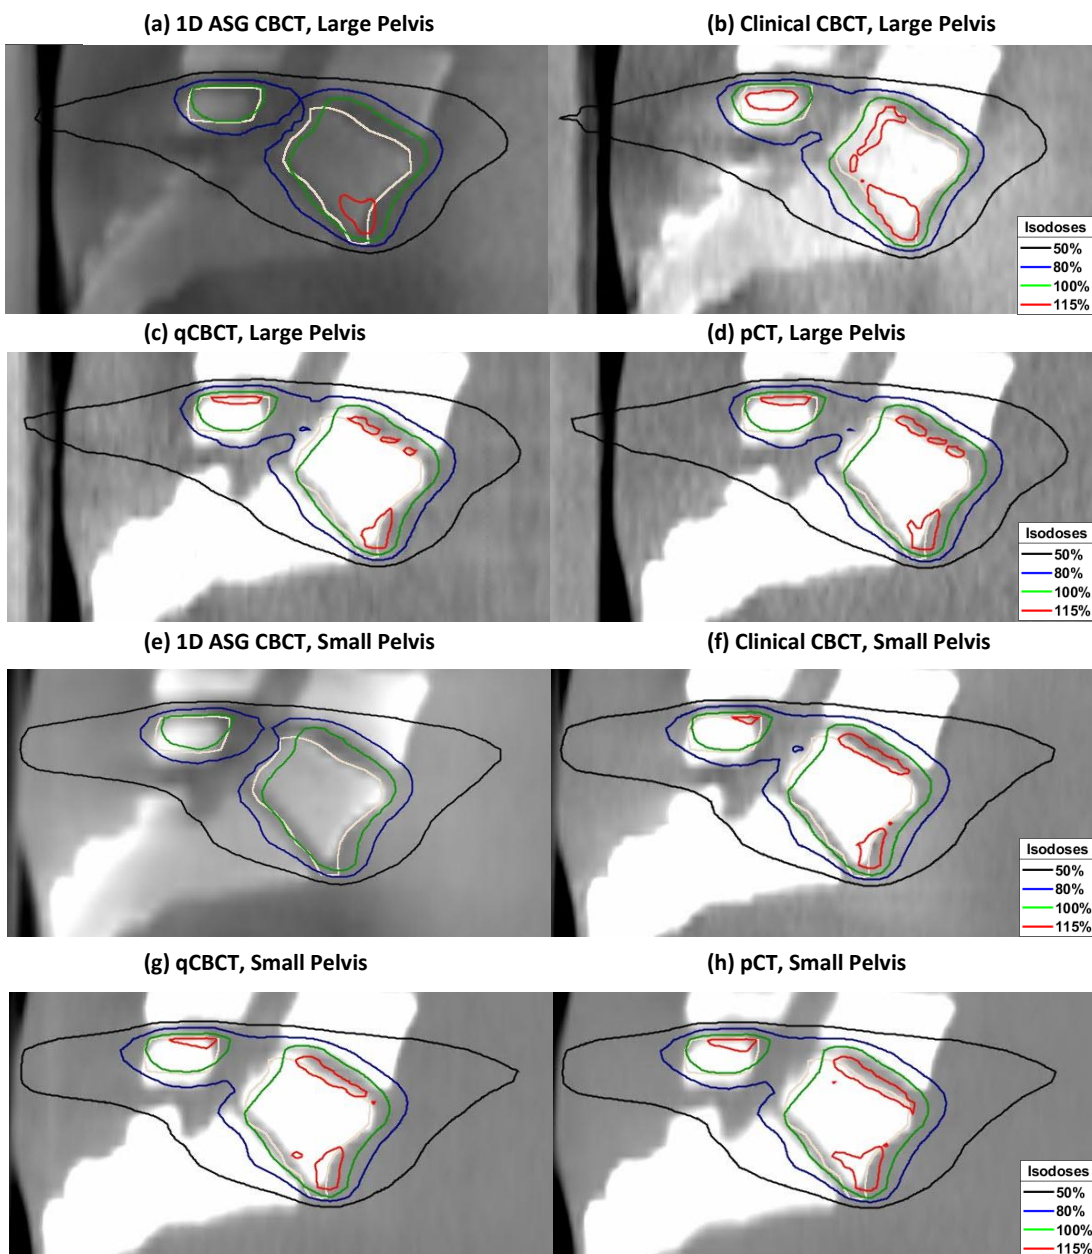 (a) 1D ASG CBCT, Large Pelvis
(b) Clinical CBCT, Large Pelvis
Isodoses
50%
80%
100%
115%
(c) qCBCT, Large Pelvis
(d) pCT, Large Pelvis
Isodoses
50%
80%
100%
115%
(e) 1D ASG CBCT, Small Pelvis
(f) Clinical CBCT, Small Pelvis
Isodoses
50%
80%
100%
115%
(g) qCBCT, Small Pelvis
(h) pCT, Small Pelvis
Isodoses
50%
80%
100%
115%